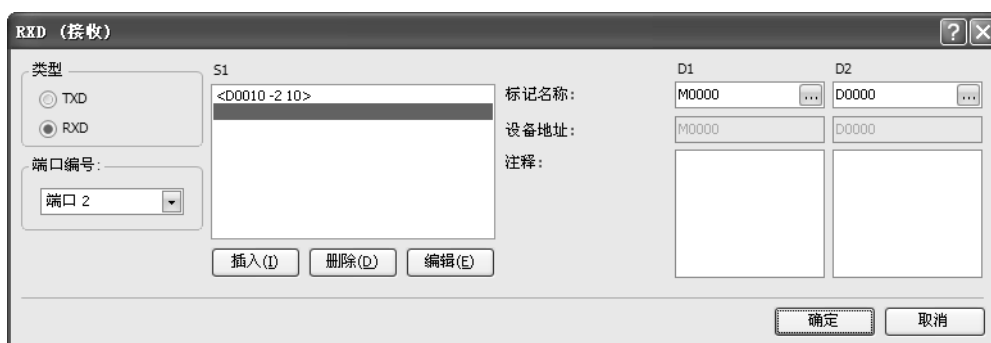 RXD (接收)
类型
TXD
RXD
端口编号:
端口 2
S1
<D0010 -2 10>
插入(I)
删除(D)
编辑(E)
D1
D2
标记名称:
M0000
...
D0000
...
设备地址:
M0000
D0000
注释:
确定
取消